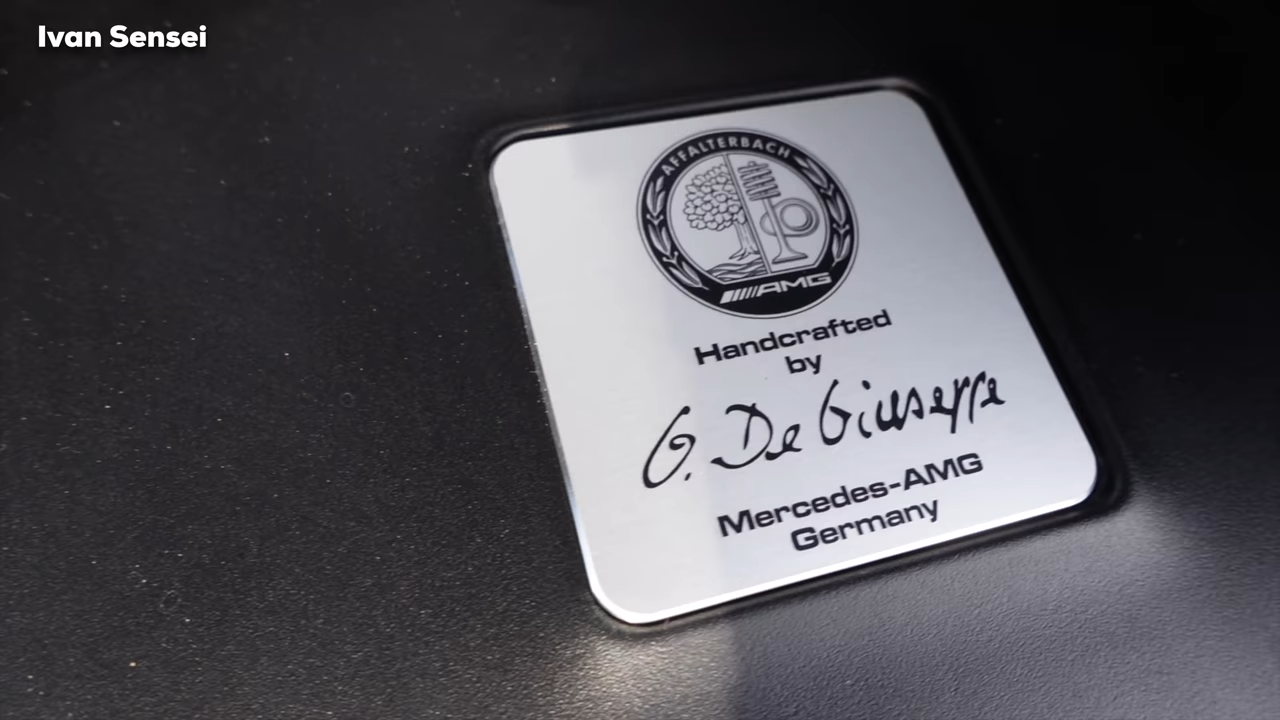 Ivan Sensei
AFFALTERBACH
AMG
Handcrafted
by
G. De Giuseppe
Mercedes-AMG
Germany